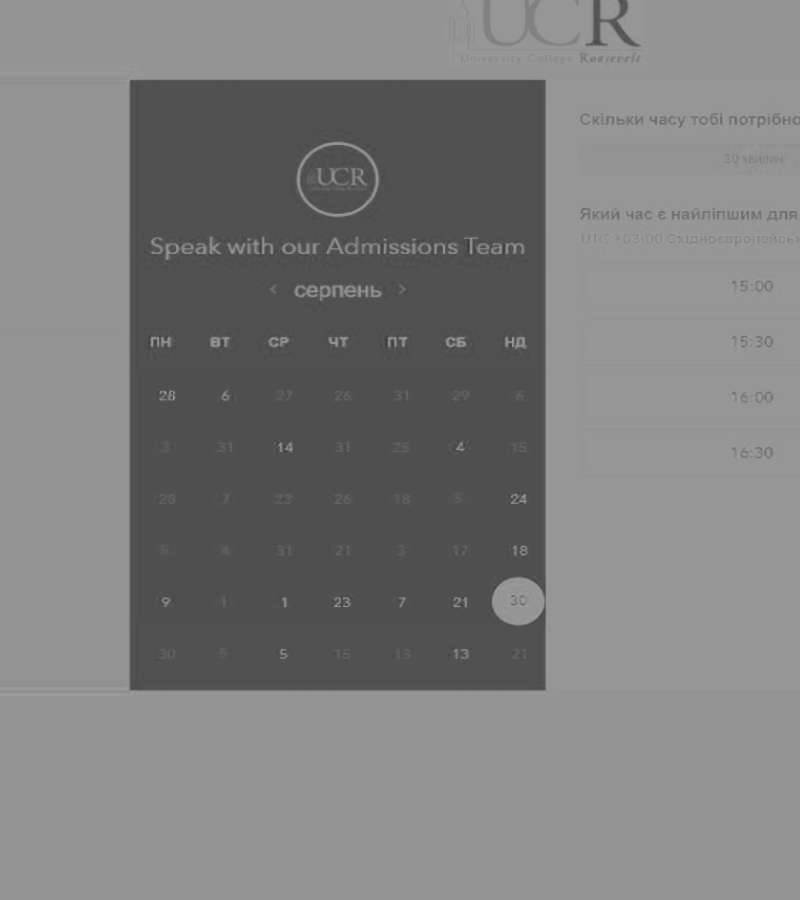 UCR
University College Roosevelt
UCR
Speak with our Admissions Team
< серпень >
ПН ВТ СР ЧТ ПТ СБ НД
28 6 27 26 31 29 6
3 31 14 31 25 4 15
29 7 22 26 18 5 24
5 4 31 21 3 17 18
9 1 1 23 7 21 30
30 5 5 15 13 13 21
Скільки часу тобі потрібно
30 хвилин
Який час є найліпшим для
UTC +03:00 Східноєвропейськ
15:00
15:30
16:00
16:30